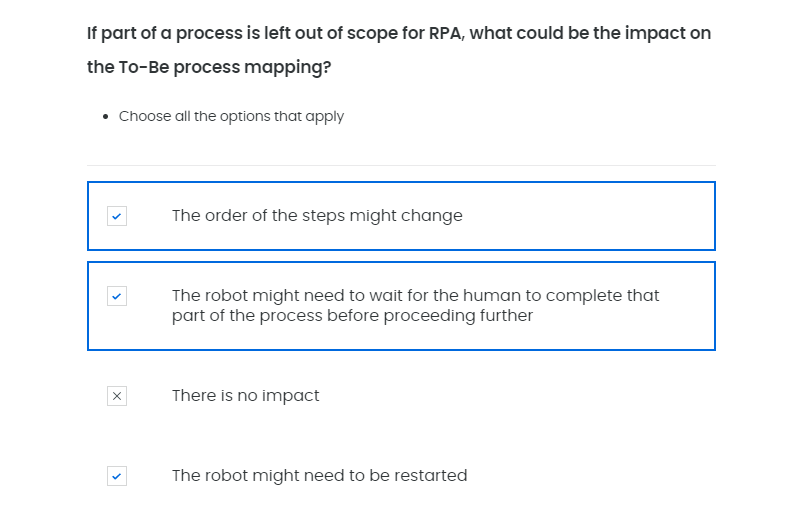 If part of a process is left out of scope for RPA, what could be the impact on
the To-Be process mapping?
Choose all the options that apply
The order of the steps might change
The robot might need to wait for the human to complete that
part of the process before proceeding further
There is no impact
The robot might need to be restarted